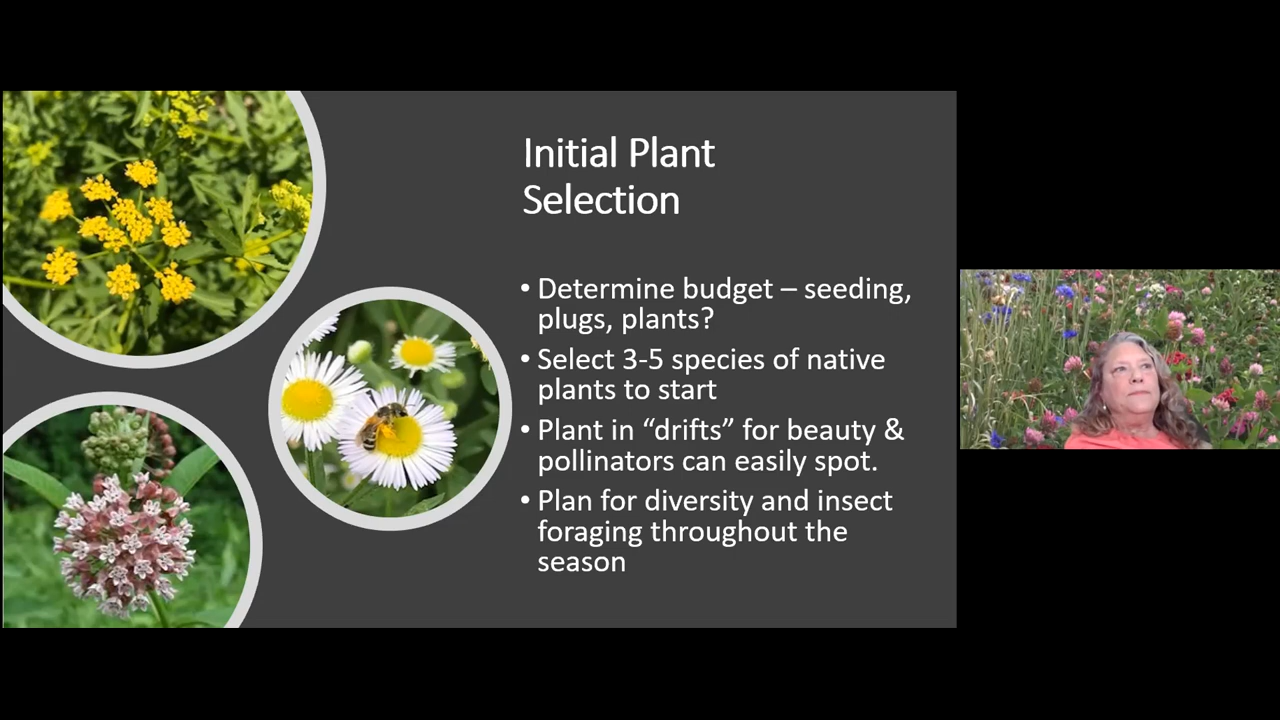 Initial Plant
Selection
• Determine budget – seeding,
plugs, plants?
• Select 3-5 species of native
plants to start
• Plant in “drifts” for beauty &
pollinators can easily spot.
• Plan for diversity and insect
foraging throughout the
season